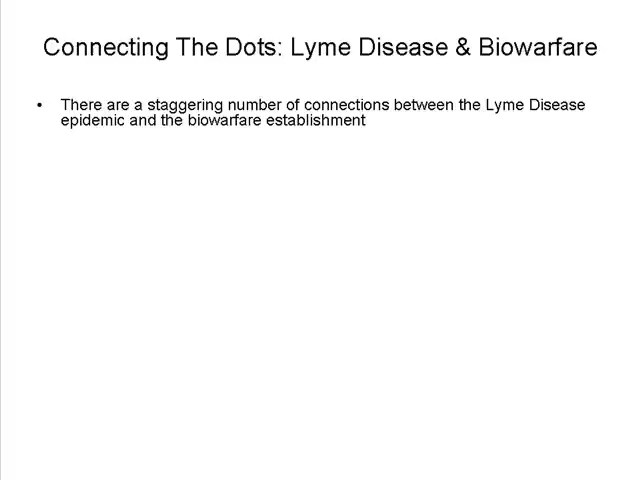 Connecting The Dots: Lyme Disease & Biowarfare
• There are a staggering number of connections between the Lyme Disease
epidemic and the biowarfare establishment